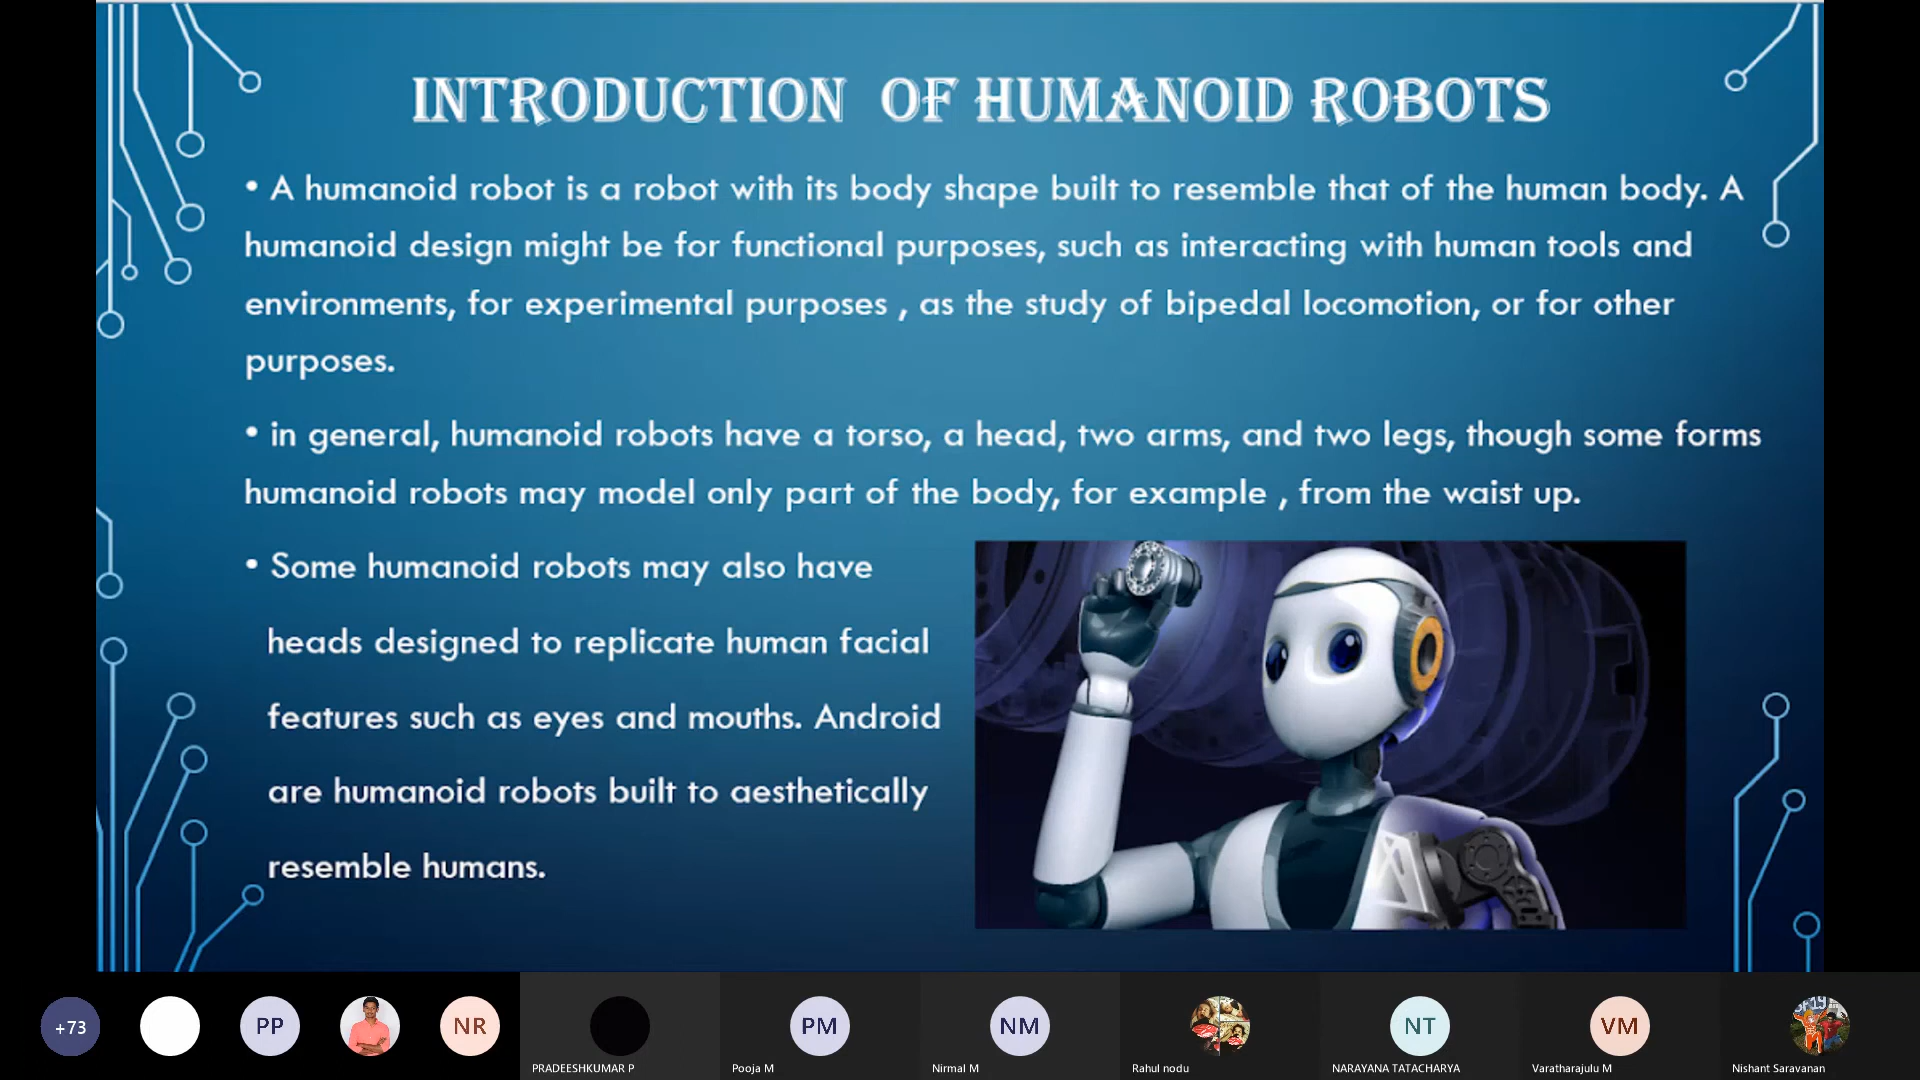 INTRODUCTION OF HUMANOID ROBOTS
• A humanoid robot is a robot with its body shape built to resemble that of the human body. A
humanoid design might be for functional purposes, such as interacting with human tools and
environments, for experimental purposes , as the study of bipedal locomotion, or for other
purposes.
• in general, humanoid robots have a torso, a head, two arms, and two legs, though some forms
humanoid robots may model only part of the body, for example , from the waist up.
• Some humanoid robots may also have
heads designed to replicate human facial
features such as eyes and mouths. Android
are humanoid robots built to aesthetically
resemble humans.
+73
PP
NR
PM
NM
NT
VM
PRADEESHKUMAR P
Pooja M
Nirmal M
Rahul nodu
NARAYANA TATACHARYA
Varatharajulu M
Nishant Saravanan